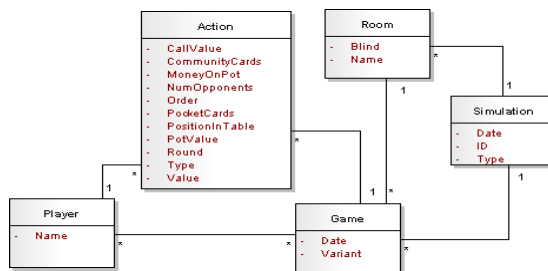 Action
- CallValue
- CommunityCards
- MoneyOnPot
- NumOpponents
- Order
- PocketCards
- PositionInTable
- PotValue
- Round
- Type
- Value
Room
- Blind
- Name
1
*
1
Simulation
- Date
- ID
- Type
1
*
1
*
1
*
Player
- Name
*
*
Game
- Date
- Variant
*